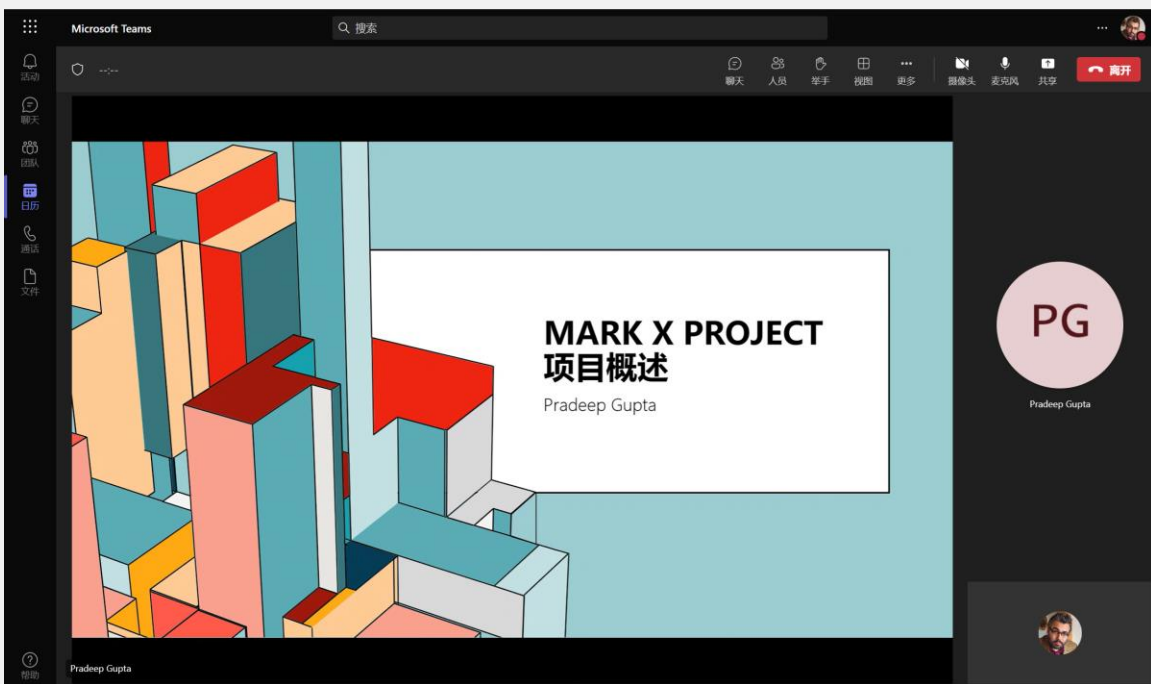 Microsoft Teams
搜索
活动
聊天
团队
日历
通话
文件
帮助
--:--
聊天
人员
举手
视图
更多
摄像头
麦克风
共享
离开
MARK X PROJECT
项目概述
Pradeep Gupta
PG
Pradeep Gupta
Pradeep Gupta